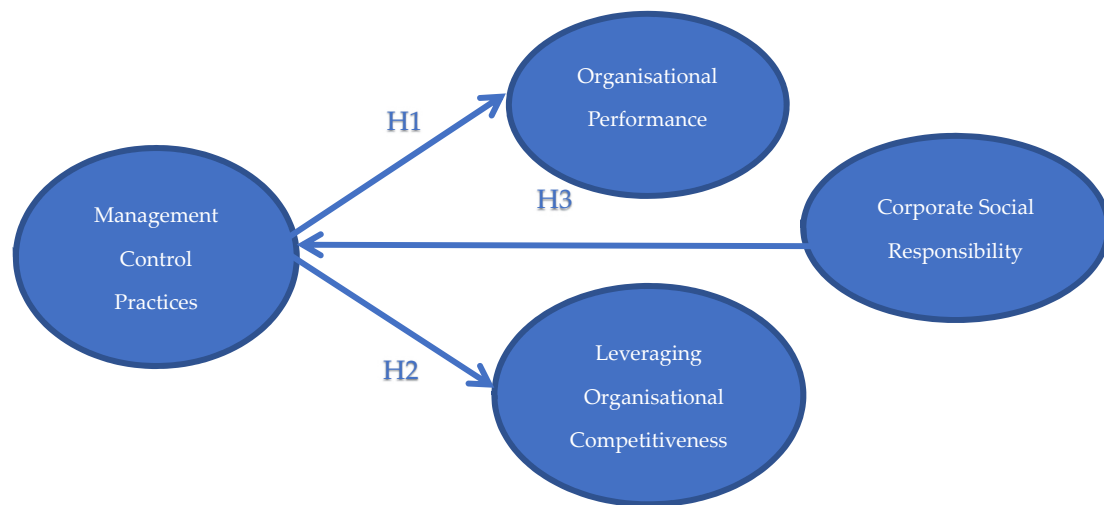 Organisational
Performance
H1
H3
Management
Control
Practices
Corporate Social
Responsibility
H2
Leveraging
Organisational
Competitiveness